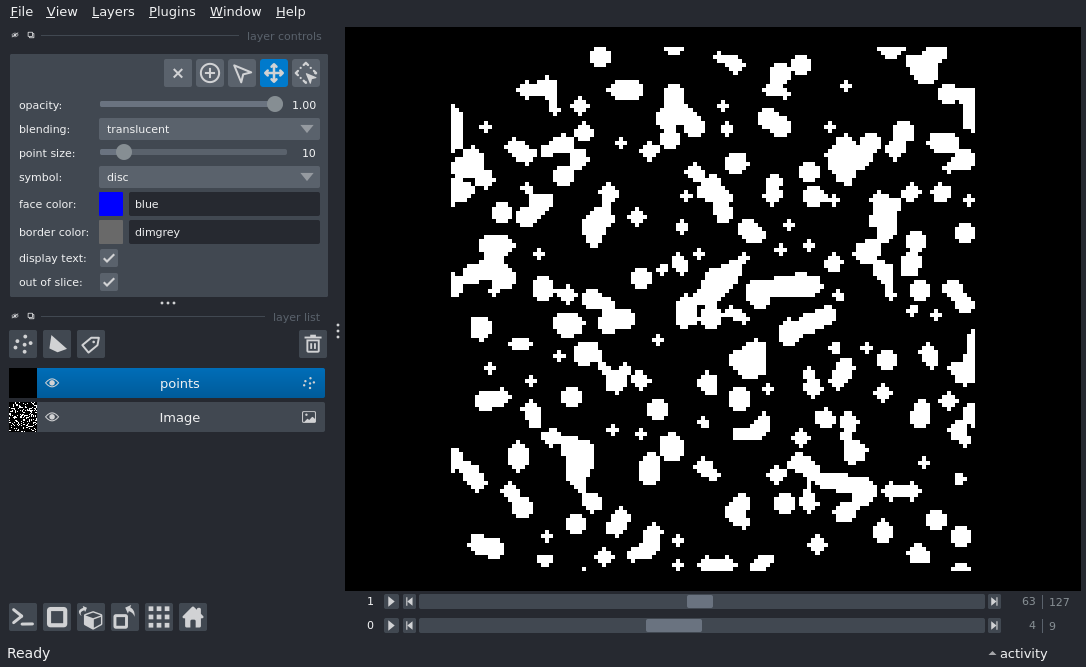 File View Layers Plugins Window Help
layer controls
opacity: 1.00
blending: translucent
point size: 10
symbol: disc
face color: blue
border color: dimgrey
display text:
out of slice:
layer list
points
Image
1 63 127
0 4 9
Ready activity